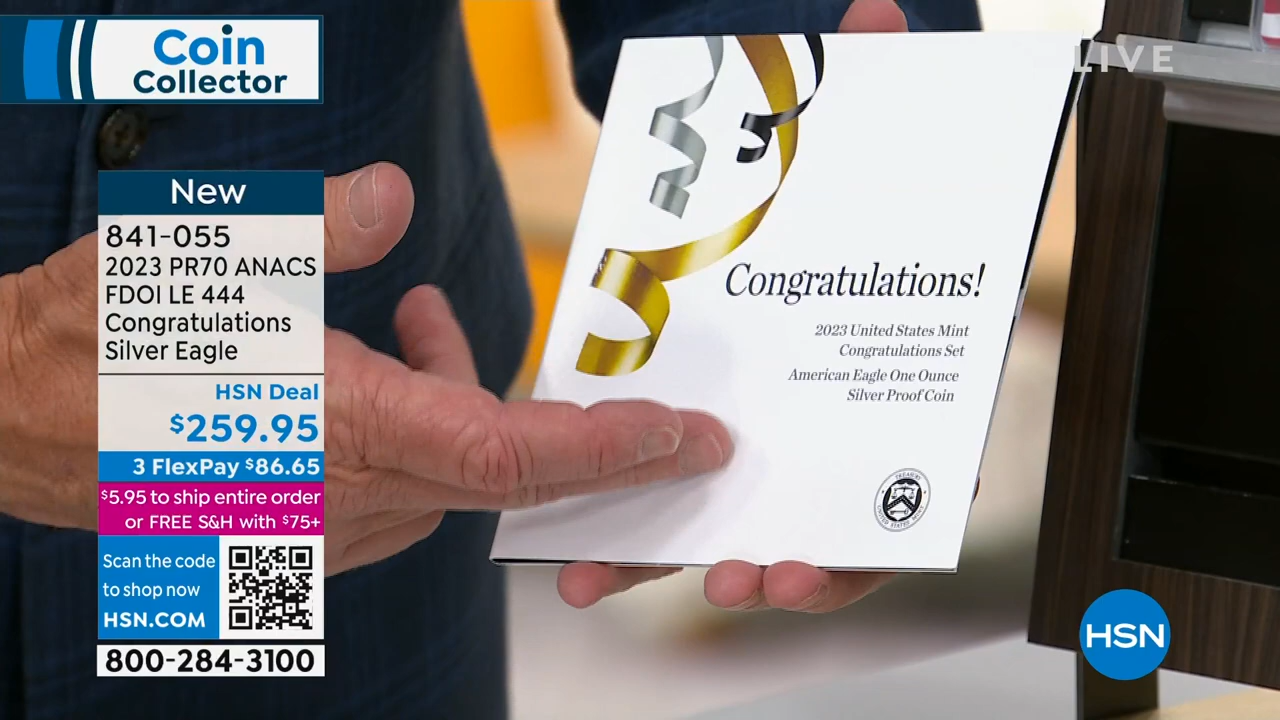 Coin
Collector
New
841-055
2023 PR70 ANACS
FDOI LE 444
Congratulations
Silver Eagle
HSN Deal
$259.95
3 FlexPay $86.65
$5.95 to ship entire order
or FREE S&H with $75+
Scan the code
to shop now
HSN.COM
800-284-3100
LIVE
Congratulations!
2023 United States Mint
Congratulations Set
American Eagle One Ounce
Silver Proof Coin
HSN